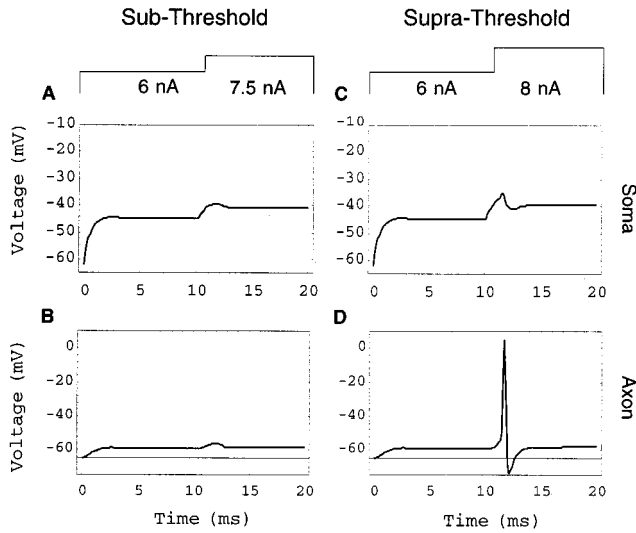 Sub-Threshold
Supra-Threshold
6 nA
7.5 nA
6 nA
8 nA
A
C
-10
-20
-30
-40
-50
-60
Voltage (mV)
0 5 10 15 20
-10
-20
-30
-40
-50
-60
0 5 10 15 20
Soma
B
D
0
-20
-40
-60
Voltage (mV)
0 5 10 15 20
Time (ms)
0
-20
-40
-60
0 5 10 15 20
Time (ms)
Axon